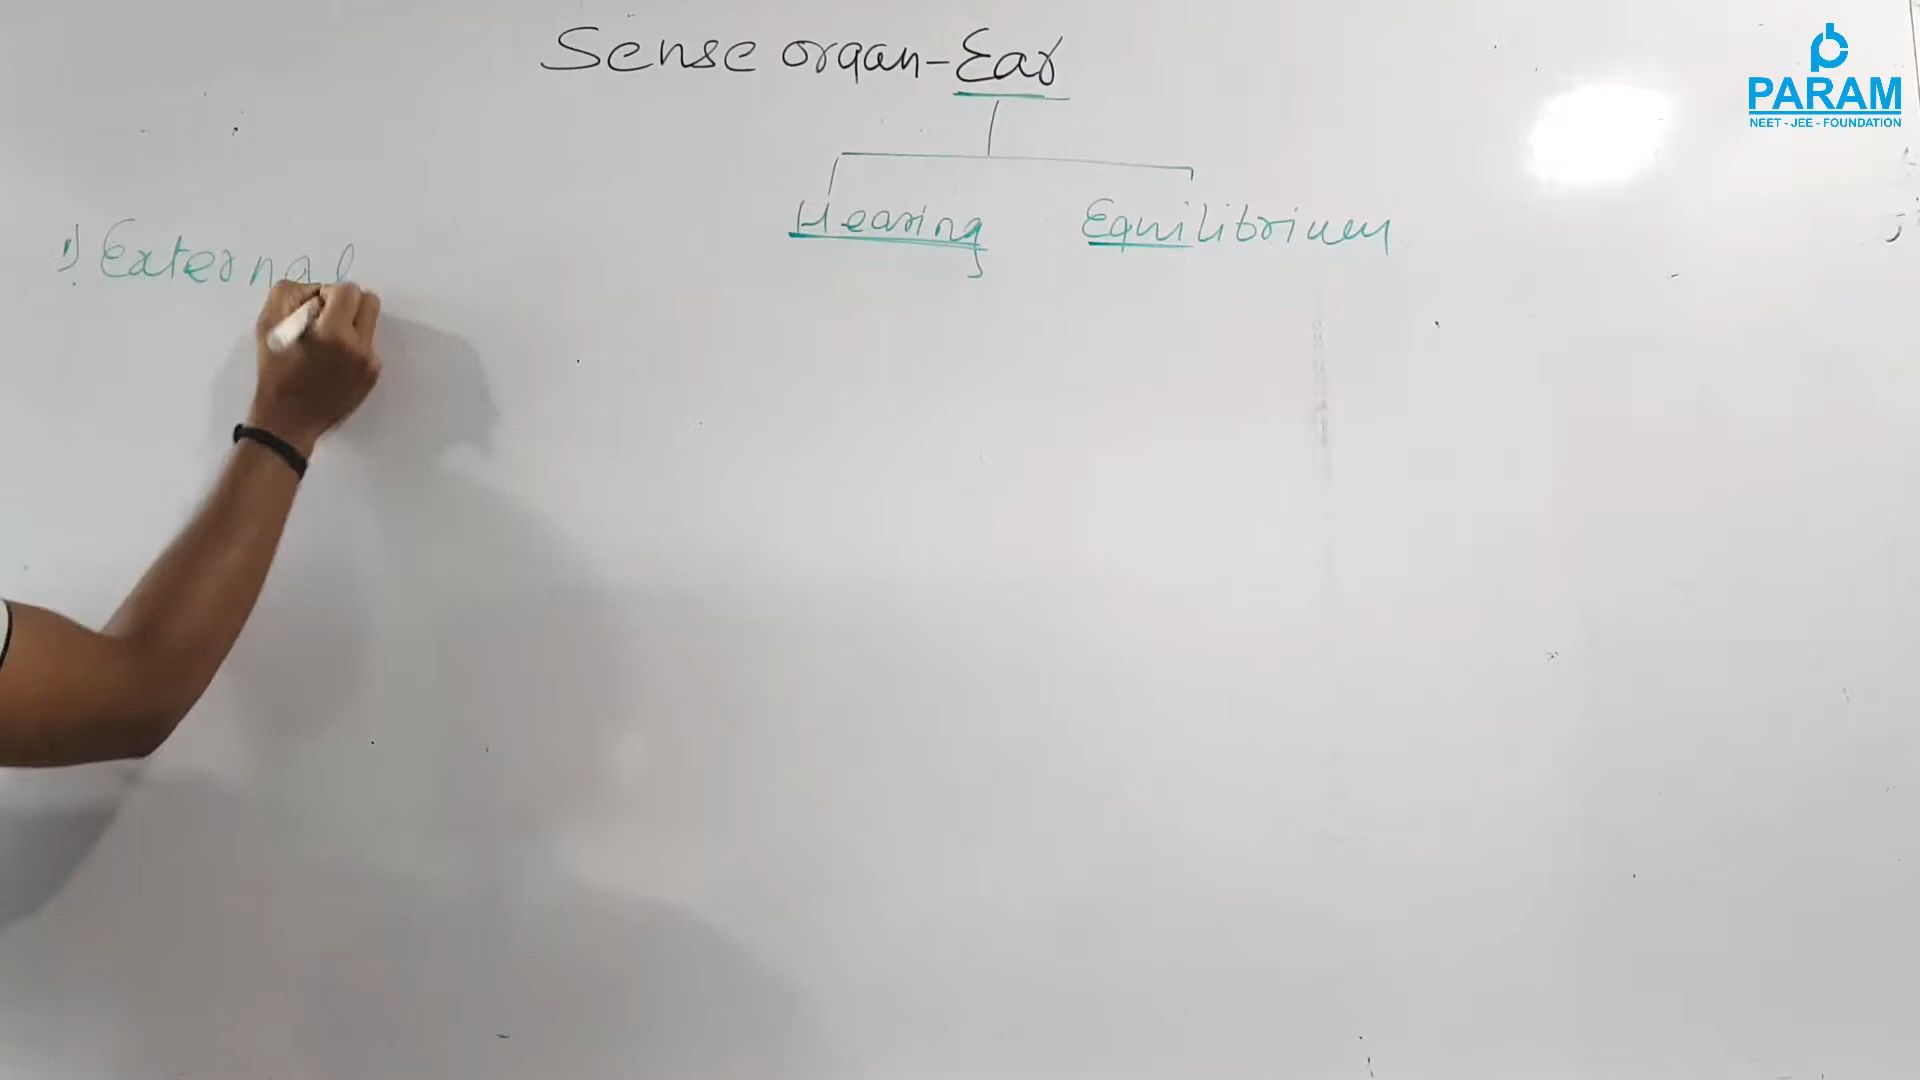 Sense organ-Ear
PARAM
NEET - JEE - FOUNDATION
Hearing Equilibrium
1) External